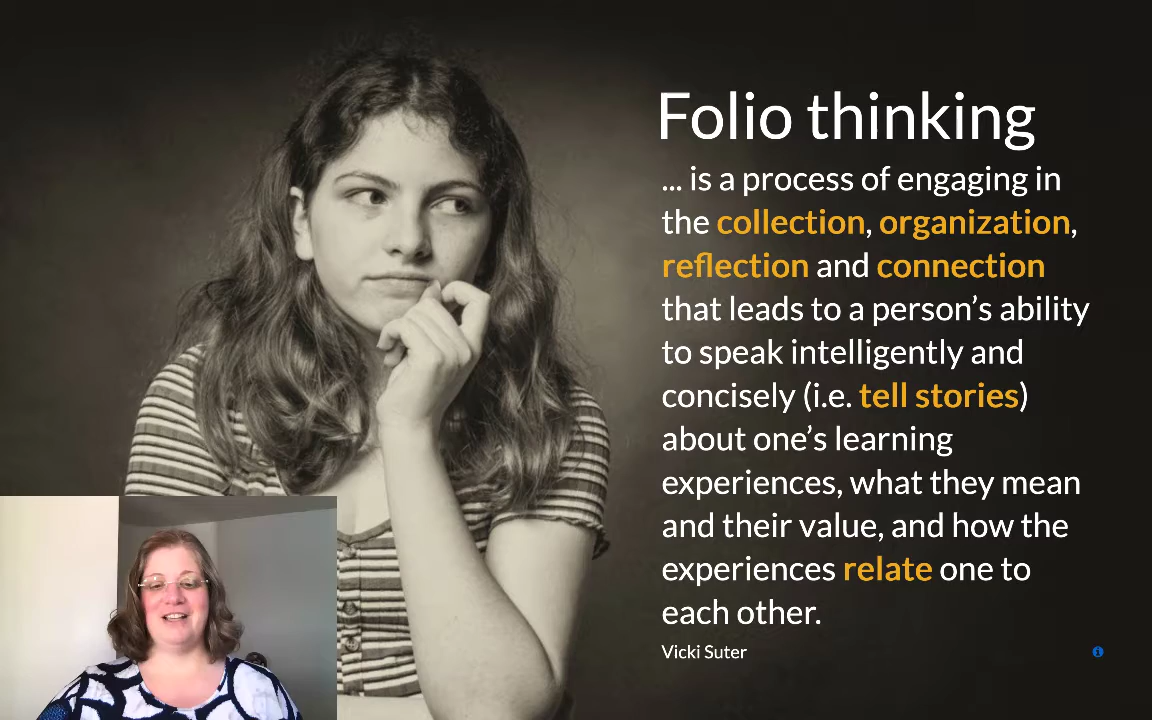 Folio thinking
... is a process of engaging in
the collection, organization,
reflection and connection
that leads to a person’s ability
to speak intelligently and
concisely (i.e. tell stories)
about one’s learning
experiences, what they mean
and their value, and how the
experiences relate one to
each other.
Vicki Suter